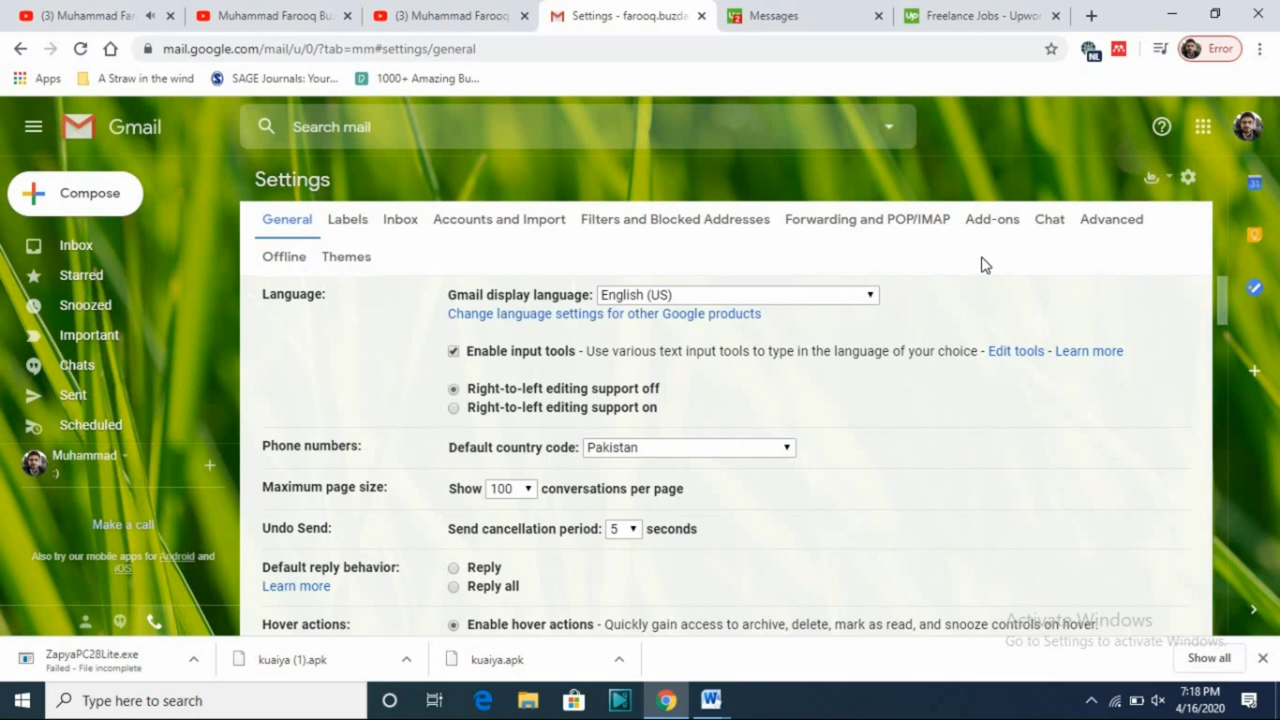 (3) Muhammad Far
Muhammad Farooq Bu
(3) Muhammad Farooq
Settings - farooq.buzda
Messages
Freelance Jobs - Upwo
mail.google.com/mail/u/0/?tab=mm#settings/general
NL
Error
Apps
A Straw in the wind
SAGE Journals: Your...
1000+ Amazing Bu...
Gmail
Search mail
Compose
Settings
General Labels Inbox Accounts and Import Filters and Blocked Addresses Forwarding and POP/IMAP Add-ons Chat Advanced
Offline Themes
Inbox
Starred
Snoozed
Important
Chats
Sent
Scheduled
Muhammad
:)
Make a call
Also try our mobile apps for Android and
iOS
Language:
Gmail display language: English (US)
Change language settings for other Google products
Enable input tools - Use various text input tools to type in the language of your choice - Edit tools - Learn more
Right-to-left editing support off
Right-to-left editing support on
Phone numbers:
Default country code: Pakistan
Maximum page size:
Show 100 conversations per page
Undo Send:
Send cancellation period: 5 seconds
Default reply behavior:
Learn more
Reply
Reply all
Hover actions:
Enable hover actions - Quickly gain access to archive, delete, mark as read, and snooze controls on hover.
31
Activate Windows
Go to Settings to activate Windows.
ZapyaPC28Lite.exe
Failed - File incomplete
kuaiya (1).apk
kuaiya.apk
Show all
Type here to search
7:18 PM
4/16/2020